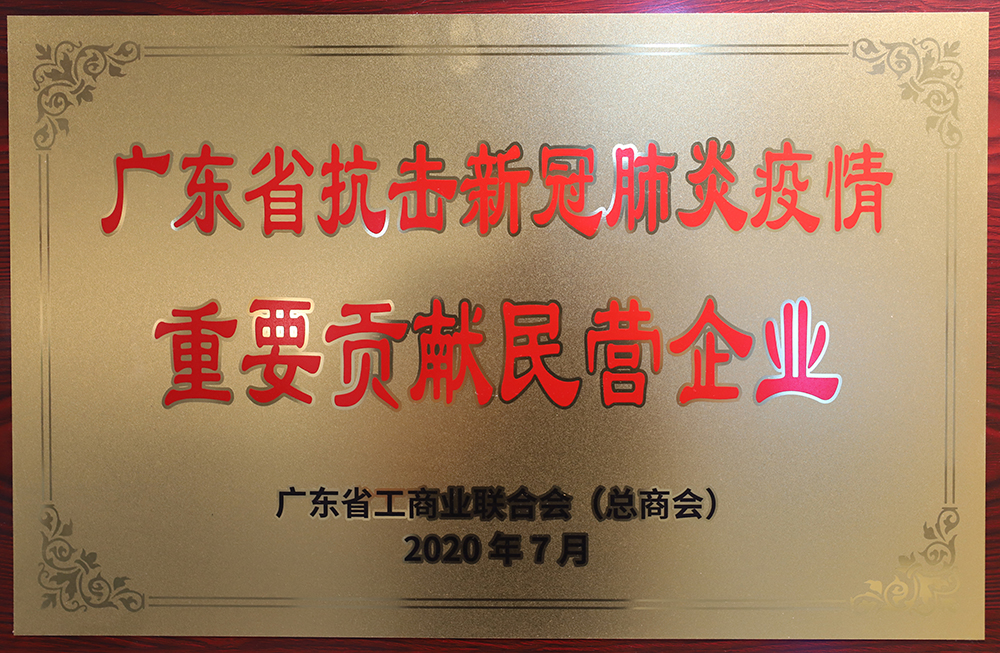 广东省抗击新冠肺炎疫情
重要贡献民营企业
广东省工商业联合会（总商会）
2020年7月